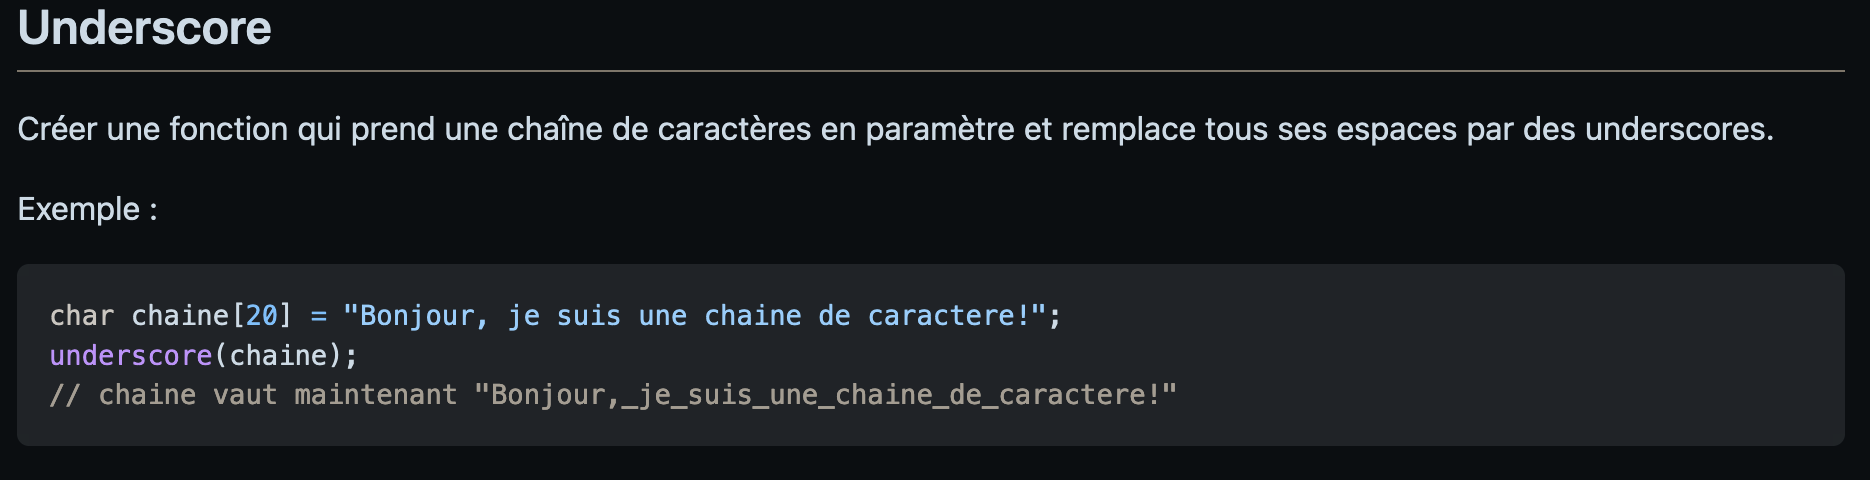 Underscore
Créer une fonction qui prend une chaîne de caractères en paramètre et remplace tous ses espaces par des underscores.
Exemple :
char chaine[20] = "Bonjour, je suis une chaine de caractere!";
underscore(chaine);
// chaine vaut maintenant "Bonjour,_je_suis_une_chaine_de_caractere!"